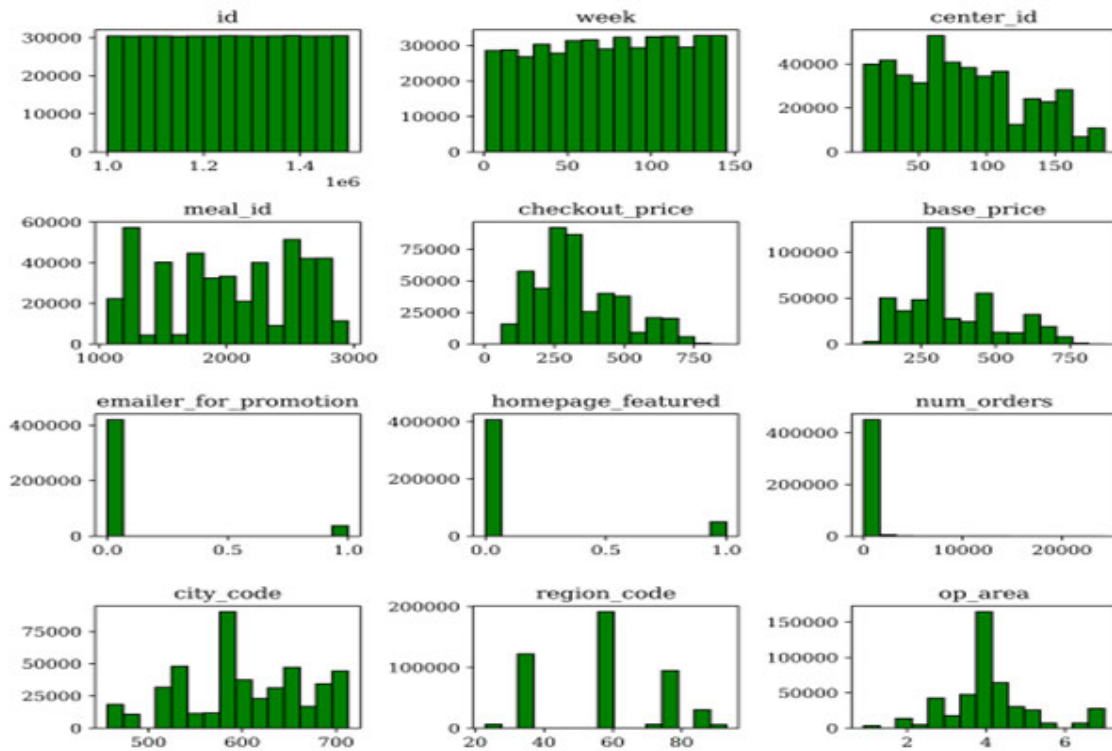 id week center_id
30000 20000 10000 0 1.0 1.2 1.4 1e6
30000 20000 10000 0 0 50 100 150
40000 20000 0 50 100 150
meal_id checkout_price base_price
60000 40000 20000 0 1000 2000 3000
75000 50000 25000 0 0 250 500 750
100000 50000 0 250 500 750
emailer_for_promotion homepage_featured num_orders
400000 200000 0 0.0 0.5 1.0
400000 200000 0 0.0 0.5 1.0
400000 200000 0 0 10000 20000
city_code region_code op_area
75000 50000 25000 0 500 600 700
200000 100000 0 20 40 60 80
150000 100000 50000 0 2 4 6